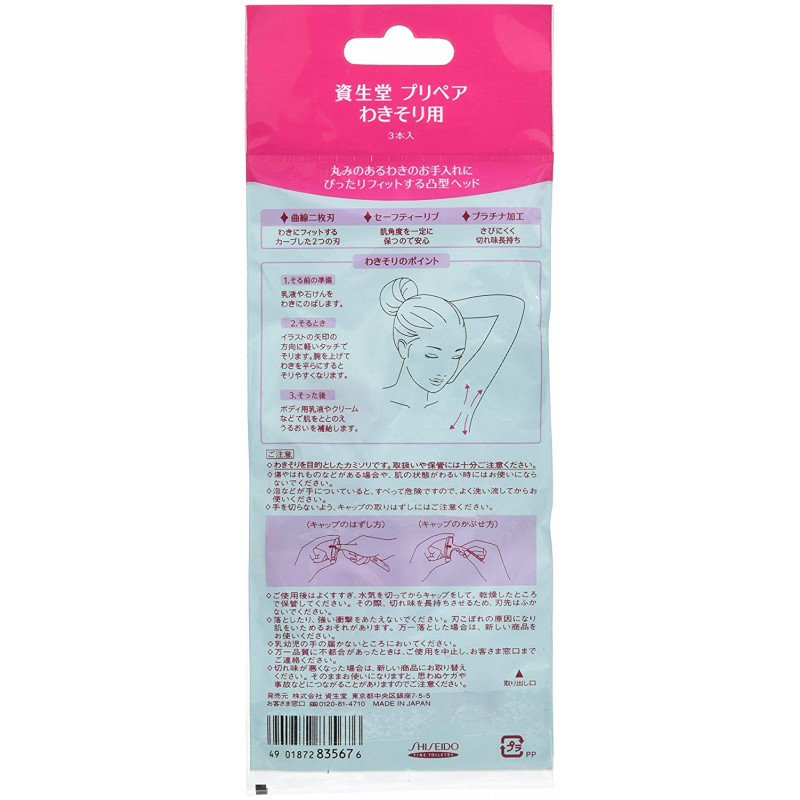 資生堂 プリペア
わきそり用
3本入
丸みのあるわきのお手入れに
ぴったりフィットする凸型ヘッド
♦曲線二枚刃
♦セーフティーリブ
♦プラチナ加工
わきにフィットする
カーブした2つの刃
肌角度を一定に
保つので安心
さびにくく
切れ味長持ち
わきそりのポイント
1.そる前の準備
乳液や石けんを
わきにのばします。
2.そるとき
イラストの矢印の
方向に軽いタッチで
そります。腕を上げて
わきを平らにすると
そりやすくなります。
3.そった後
ボディ用乳液やクリーム
などで肌をととのえ
うるおいを補給します。
ご注意
◇わきそりを目的としたカミソリです。取扱いや保管には十分ご注意ください。
◇傷やはれものなどがある場合や、肌の状態がわるい時にはお使いになら
ないでください。
◇泡などが手についていると、すべって危険ですので、よく洗い流してからお
使いください。
◇手を切らないよう、キャップの取りはずしにはご注意ください。
(キャップのはずし方)
(キャップのかぶせ方)
◇ご使用後はよくすすぎ、水気を切ってからキャップをして、乾燥したところ
で保管してください。その際、切れ味を長持ちさせるため、刃先はふか
ないでください。
◇落としたり、強い衝撃をあたえないでください。刃こぼれの原因になり
肌をいためるおそれがあります。万一落とした場合は、新しい商品を
お使いください。
◇乳幼児の手の届かないところにおいてください。
◇万一品質に不都合があったときは、ご使用を中止し、お客さま窓口まで
ご連絡ください。
◇切れ味が悪くなった場合は、新しい商品にお取り替え
ください。そのままお使いになりますと、思わぬケガや
事故などにつながることがありますのでご注意ください。
取り出し口
発売元 株式会社 資生堂 東京都中央区銀座7-5-5
お客さま窓口 0120-81-4710 MADE IN JAPAN
49 01872 83567 6
SHISEIDO
FINE TOILETRY
プラ
PP